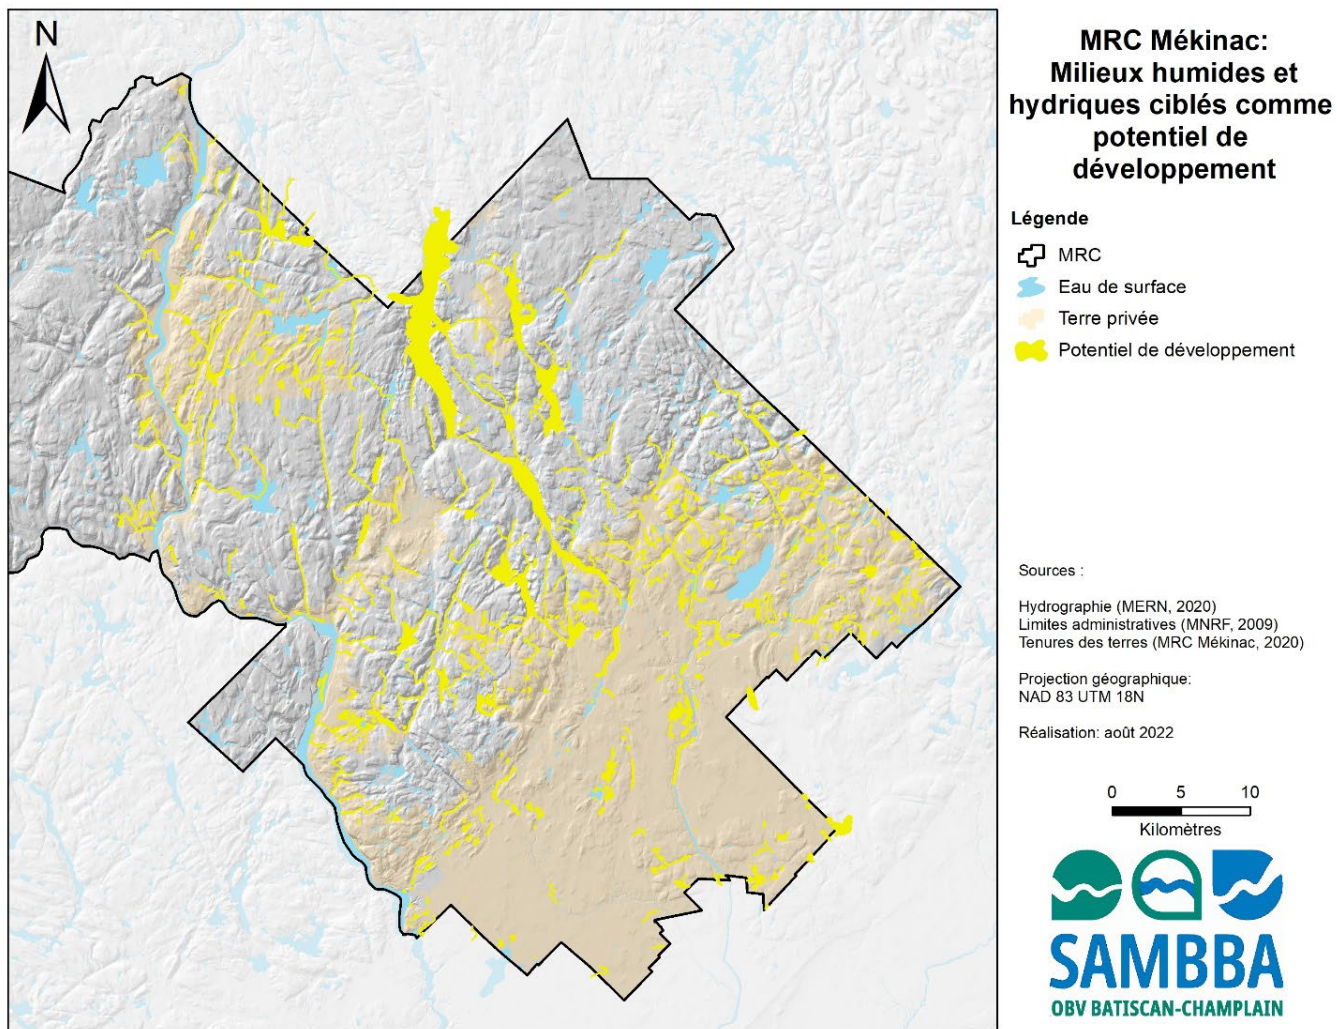 N
MRC Mékinac:
Milieux humides et
hydriques ciblés comme
potentiel de
développement
Légende
MRC
Eau de surface
Terre privée
Potentiel de développement
Sources :
Hydrographie (MERN, 2020)
Limites administratives (MNRF, 2009)
Tenures des terres (MRC Mékinac, 2020)
Projection géographique:
NAD 83 UTM 18N
Réalisation: août 2022
0 5 10
Kilomètres
SAMBBA
OBV BATISCAN-CHAMPLAIN